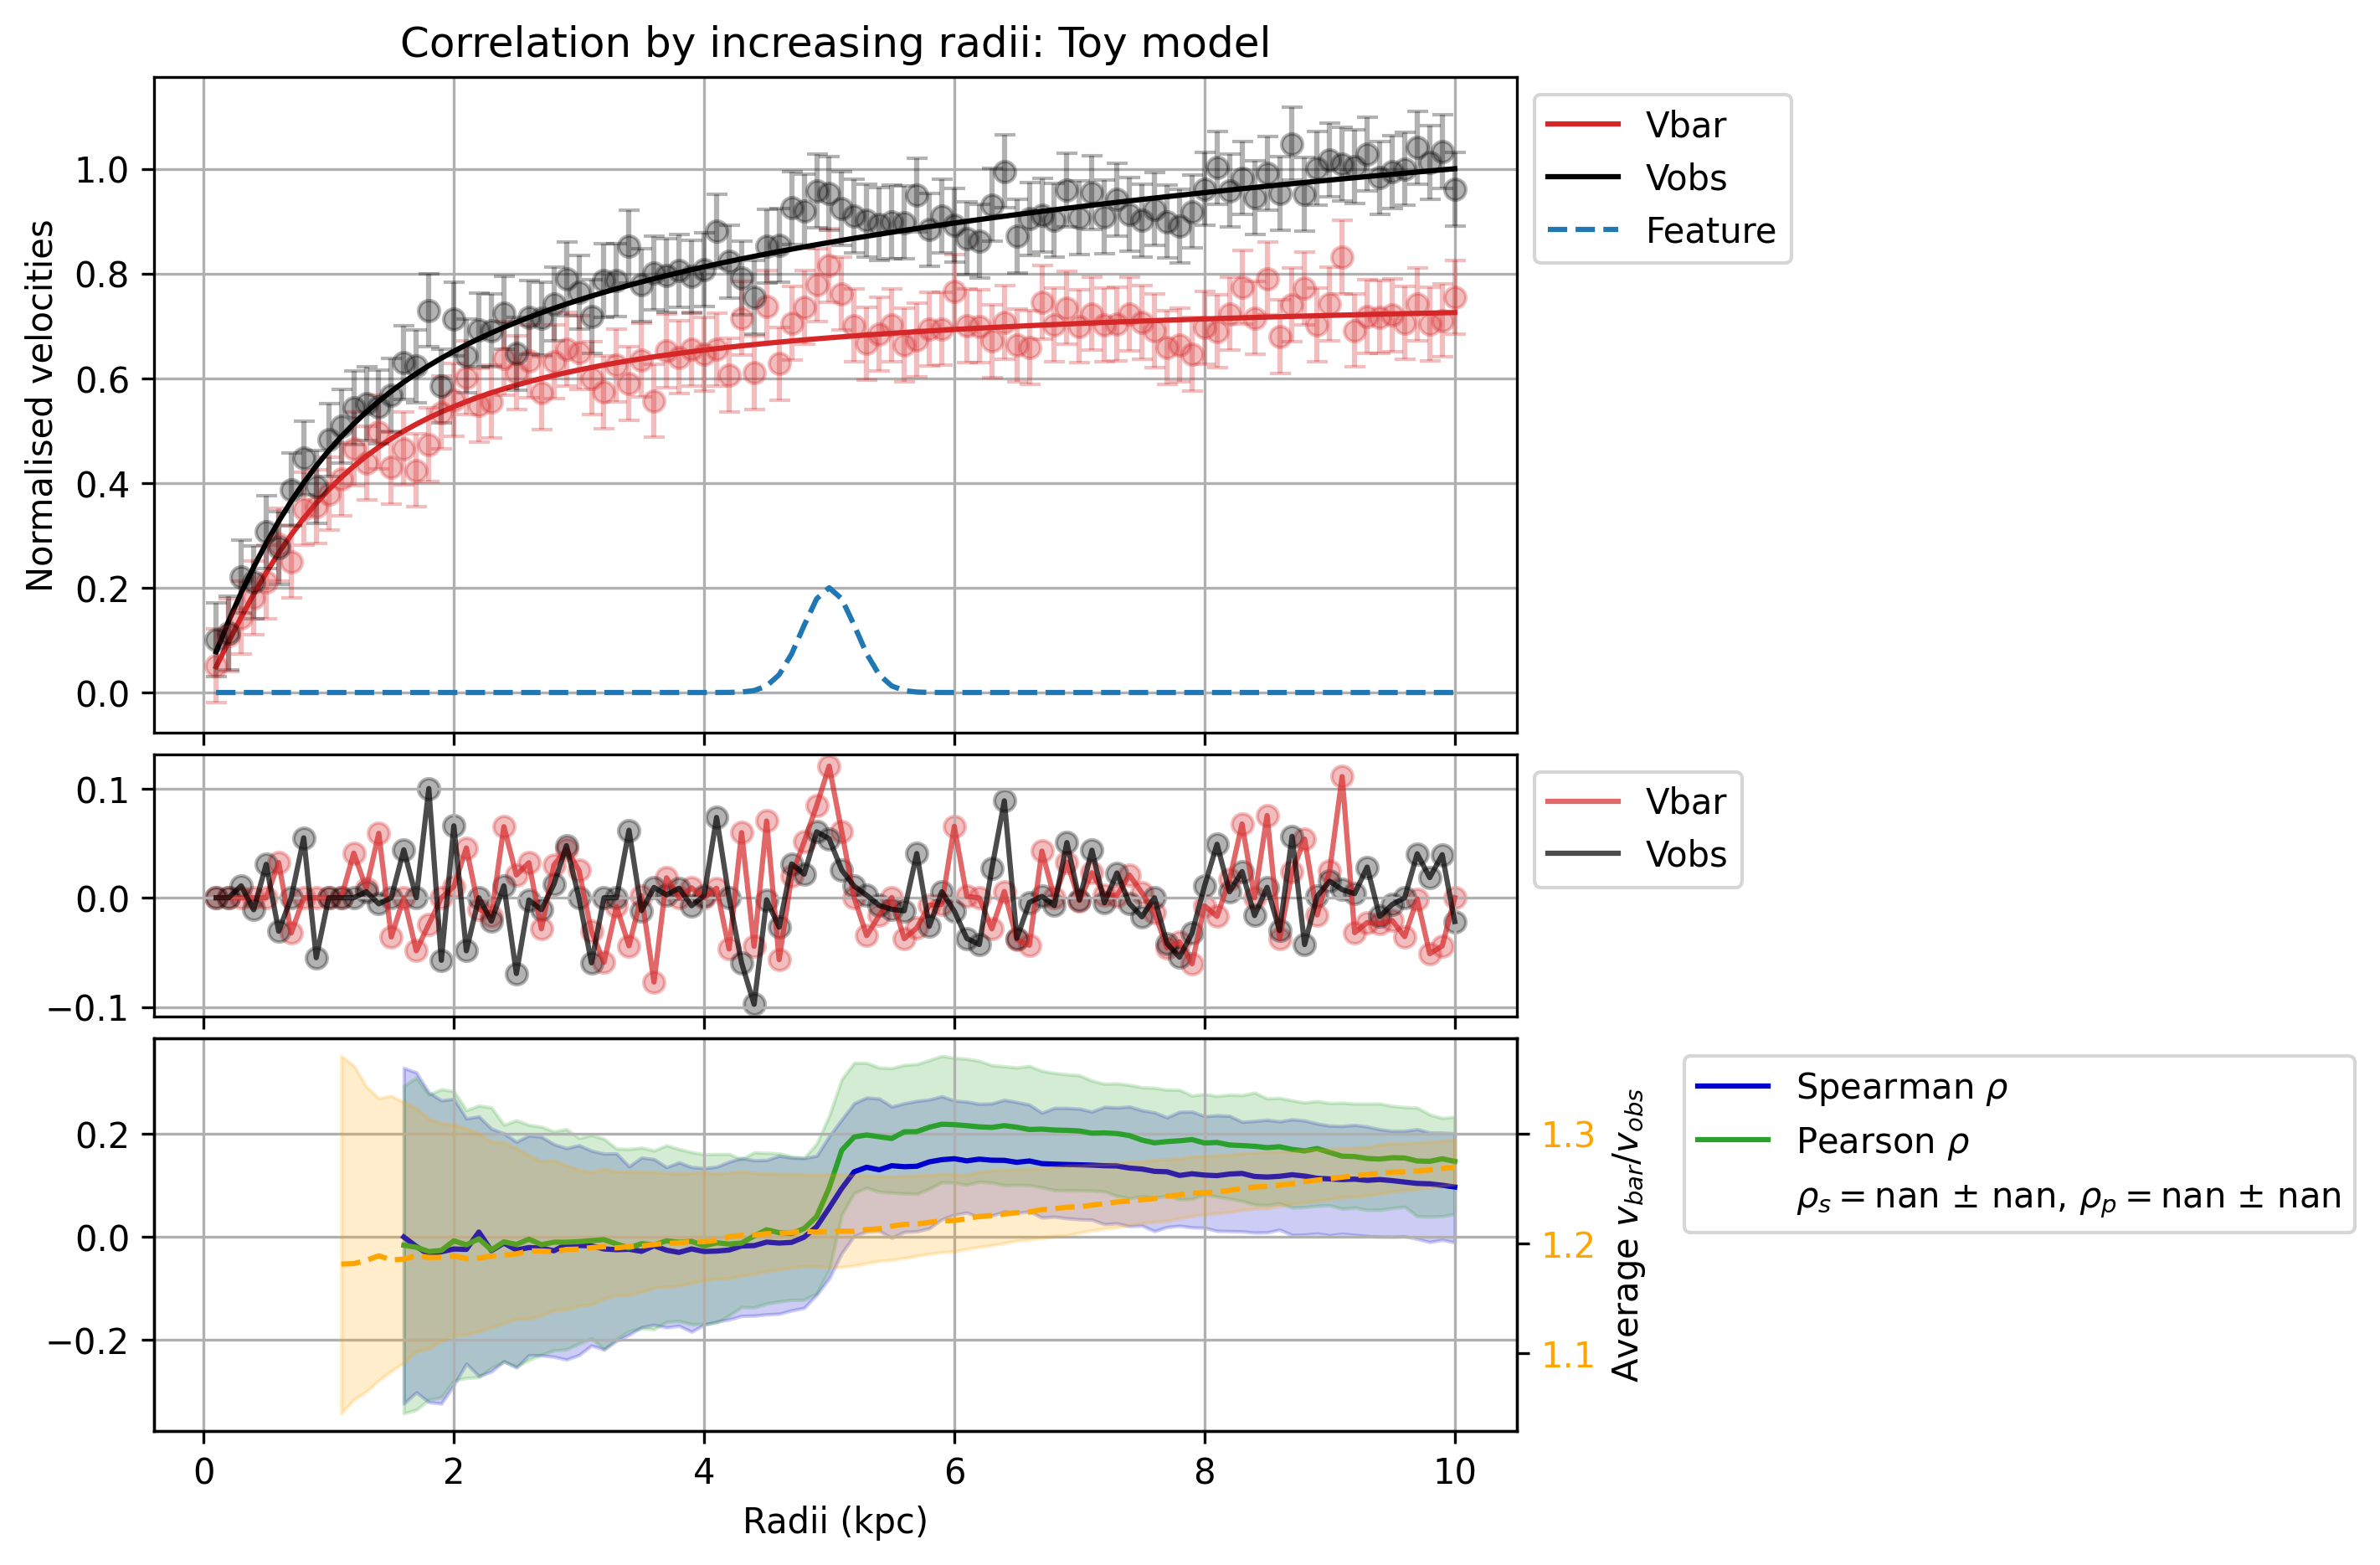 Correlation by increasing radii: Toy model
Normalised velocities
1.0
0.8
0.6
0.4
0.2
0.0
Vbar
Vobs
Feature
0.1
0.0
−0.1
Vbar
Vobs
0.2
0.0
−0.2
1.3
1.2
1.1
Average v_bar/v_obs
Spearman ρ
Pearson ρ
ρ_s = nan ± nan, ρ_p = nan ± nan
0 2 4 6 8 10
Radii (kpc)